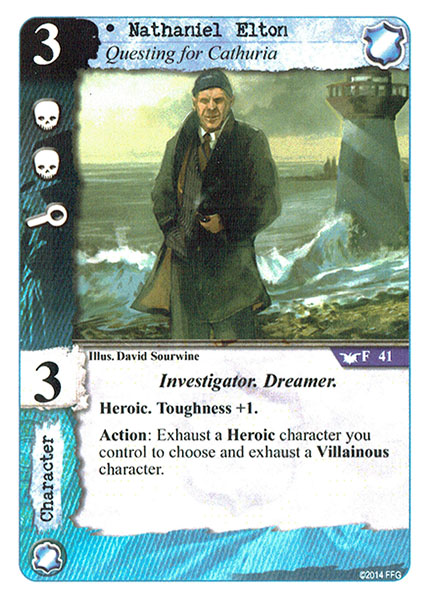 3
• Nathaniel Elton
Questing for Cathuria
Illus. David Sourwine
F 41
3
Investigator. Dreamer.
Heroic. Toughness +1.
Action: Exhaust a Heroic character you
control to choose and exhaust a Villainous
character.
Character
©2014 FFG